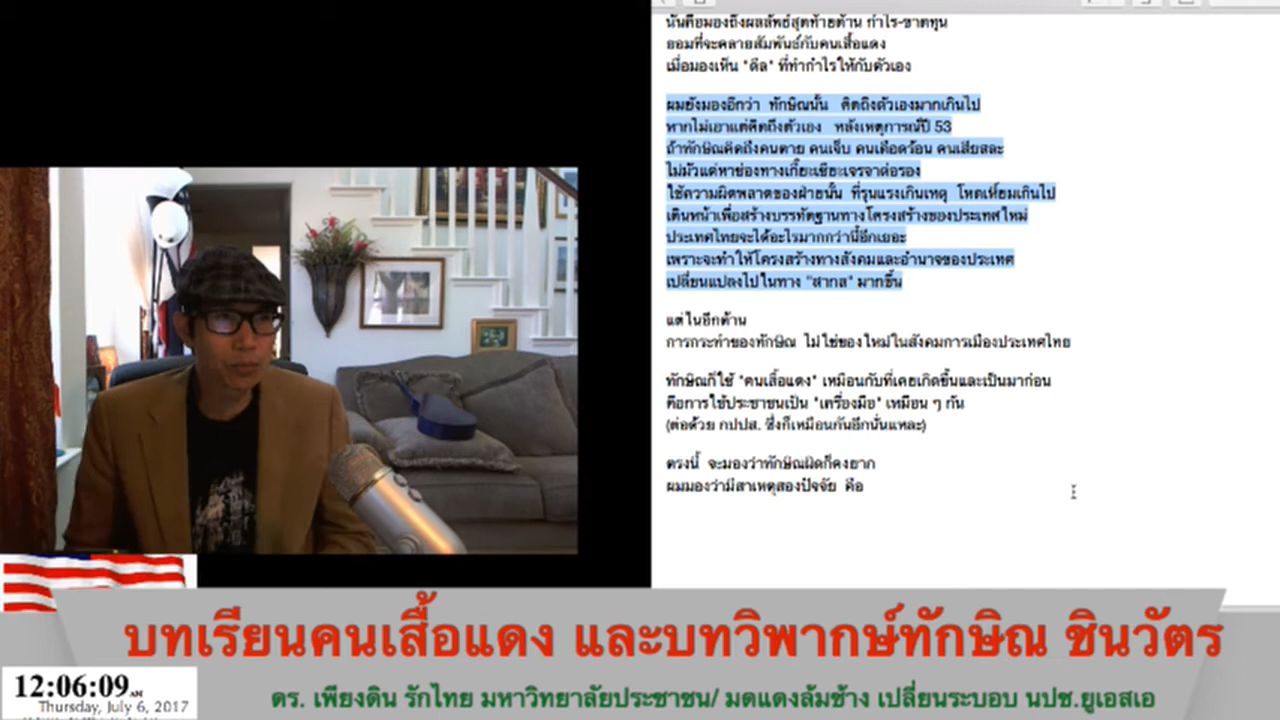 นั่นคือมองถึงผลลัพธ์สุดท้ายด้าน กำไร-ขาดทุน
ยอมที่จะคลายสัมพันธ์กับคนเสื้อแดง
เมื่อมองเห็น "ดีล" ที่ทำกำไรให้กับตัวเอง
ผมยังมองอีกว่า ทักษิณนั้น คิดถึงตัวเองมากเกินไป
หากไม่เอาแต่คิดถึงตัวเอง หลังเหตุการณ์ปี 53
ถ้าทักษิณคิดถึงคนตาย คนเจ็บ คนเดือดร้อน คนเสียสละ
ไม่มัวแต่หาช่องทางเกี๊ยะเซียะเจรจาต่อรอง
ใช้ความผิดพลาดของฝ่ายนั้น ที่รุนแรงเกินเหตุ โหดเหี้ยมเกินไป
เดินหน้าเพื่อสร้างบรรทัดฐานทางโครงสร้างของประเทศใหม่
ประเทศไทยจะได้อะไรมากกว่านี้อีกเยอะ
เพราะจะทำให้โครงสร้างทางสังคมและอำนาจของประเทศ
เปลี่ยนแปลงไปในทาง "สากล" มากขึ้น
แต่ในอีกด้าน
การกระทำของทักษิณ ไม่ใช่ของใหม่ในสังคมการเมืองประเทศไทย
ทักษิณก็ใช้ "คนเสื้อแดง" เหมือนกับที่เคยเกิดขึ้นและเป็นมาก่อน
คือการใช้ประชาชนเป็น "เครื่องมือ" เหมือน ๆ กัน
(ต่อด้วย กปปส. ซึ่งก็เหมือนกันอีกนั่นแหละ)
ตรงนี้ จะมองว่าทักษิณผิดก็คงยาก
ผมมองว่ามีสาเหตุสองปัจจัย คือ
บทเรียนคนเสื้อแดง และบทวิพากษ์ทักษิณ ชินวัตร
12:06:09 AM
Thursday, July 6, 2017
ดร. เพียงดิน รักไทย มหาวิทยาลัยประชาชน/ มดแดงล้มช้าง เปลี่ยนระบอบ นปช.ยูเอสเอ